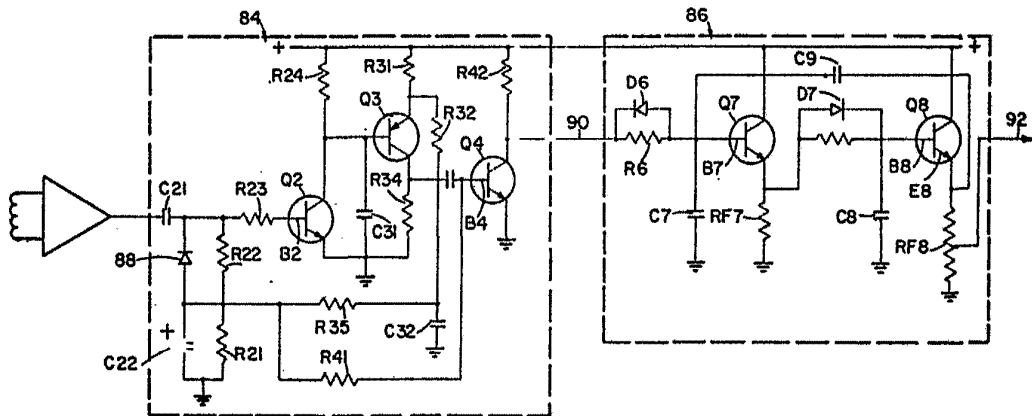 84
86
+
+
R24
R31
R42
C9
D6
D7
Q3
R32
Q7
Q8
Q4
90
92
C21
R23
Q2
R34
R6
B7
B8
E8
B4
88
R22
B2
C31
C7
RF7
C8
RF8
+
R35
C32
C22
R21
R41